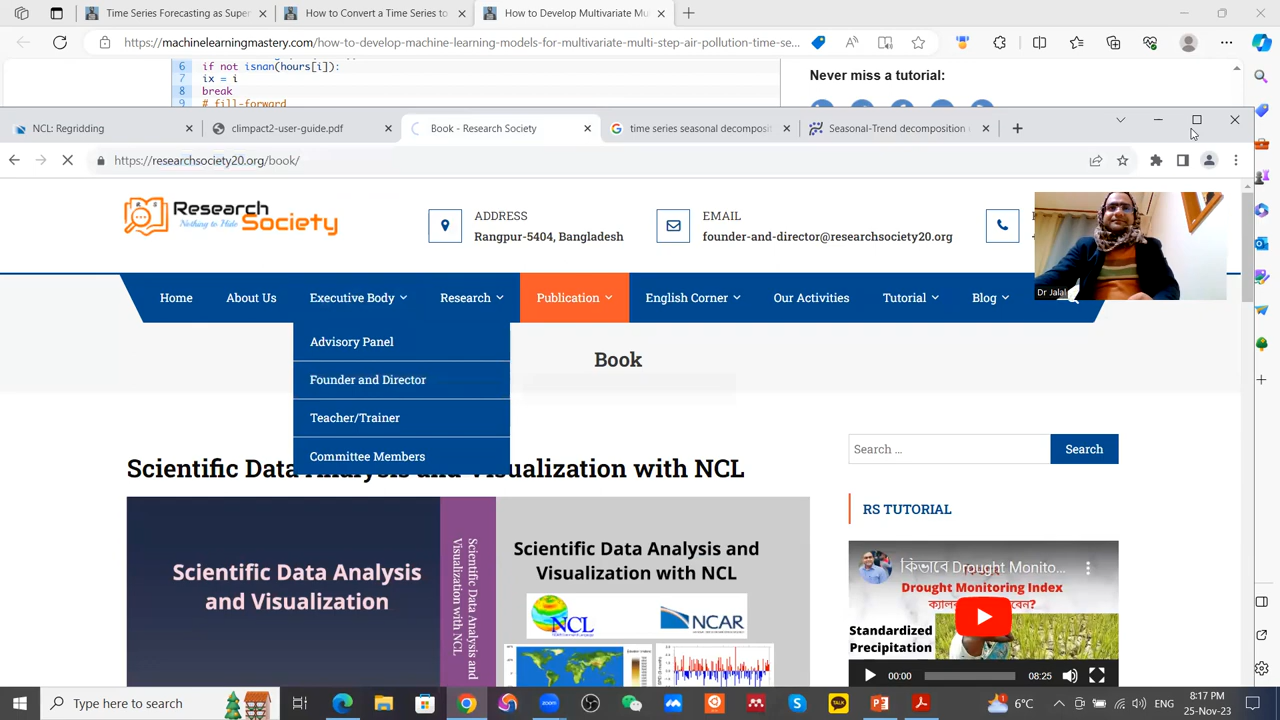 Time Series Forecasting as Super
How to Convert a Time Series to
How to Develop Multivariate Mu
https://machinelearningmastery.com/how-to-develop-machine-learning-models-for-multivariate-multi-step-air-pollution-time-se...
6 if not isnan(hours[i]):
7 ix = i
8 break
9 # fill-forward
Never miss a tutorial:
NCL: Regridding
climpact2-user-guide.pdf
Book - Research Society
time series seasonal decomposit
Seasonal-Trend decomposition
https://researchsociety20.org/book/
Research
Nothing to Hide
Society
ADDRESS
Rangpur-5404, Bangladesh
EMAIL
founder-and-director@researchsociety20.org
Dr Jalal
Home
About Us
Executive Body
Research
Publication
English Corner
Our Activities
Tutorial
Blog
Advisory Panel
Founder and Director
Teacher/Trainer
Committee Members
Book
Scientific Data Analysis and Visualization with NCL
Search ...
Search
RS TUTORIAL
Scientific Data Analysis
and Visualization
Scientific Data Analysis and
Visualization with NCL
Scientific Data Analysis and
Visualization with NCL
NCL
NCAR
কিভাবে Drought Monito...
Drought Monitoring Index
Standardized
Precipitation
00:00
08:25
Type here to search
6°C
ENG
8:17 PM
25-Nov-23